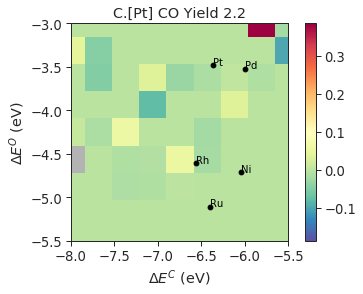 C.[Pt] CO Yield 2.2
−3.0
−3.5
−4.0
−4.5
−5.0
−5.5
ΔE^O (eV)
Pt
Pd
Rh
Ni
Ru
−8.0 −7.5 −7.0 −6.5 −6.0 −5.5
ΔE^C (eV)
0.3
0.2
0.1
0.0
−0.1